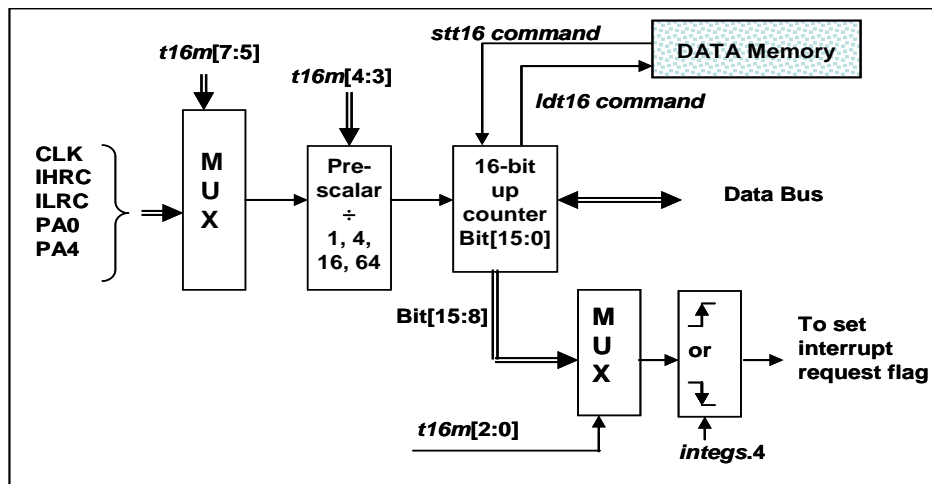 t16m[7:5]
stt16 command
DATA Memory
t16m[4:3]
ldt16 command
CLK
IHRC
ILRC
PA0
PA4
M
U
X
Pre-
scalar
÷
1, 4,
16, 64
16-bit
up
counter
Bit[15:0]
Data Bus
Bit[15:8]
M
U
X
or
To set
interrupt
request flag
t16m[2:0]
integs.4